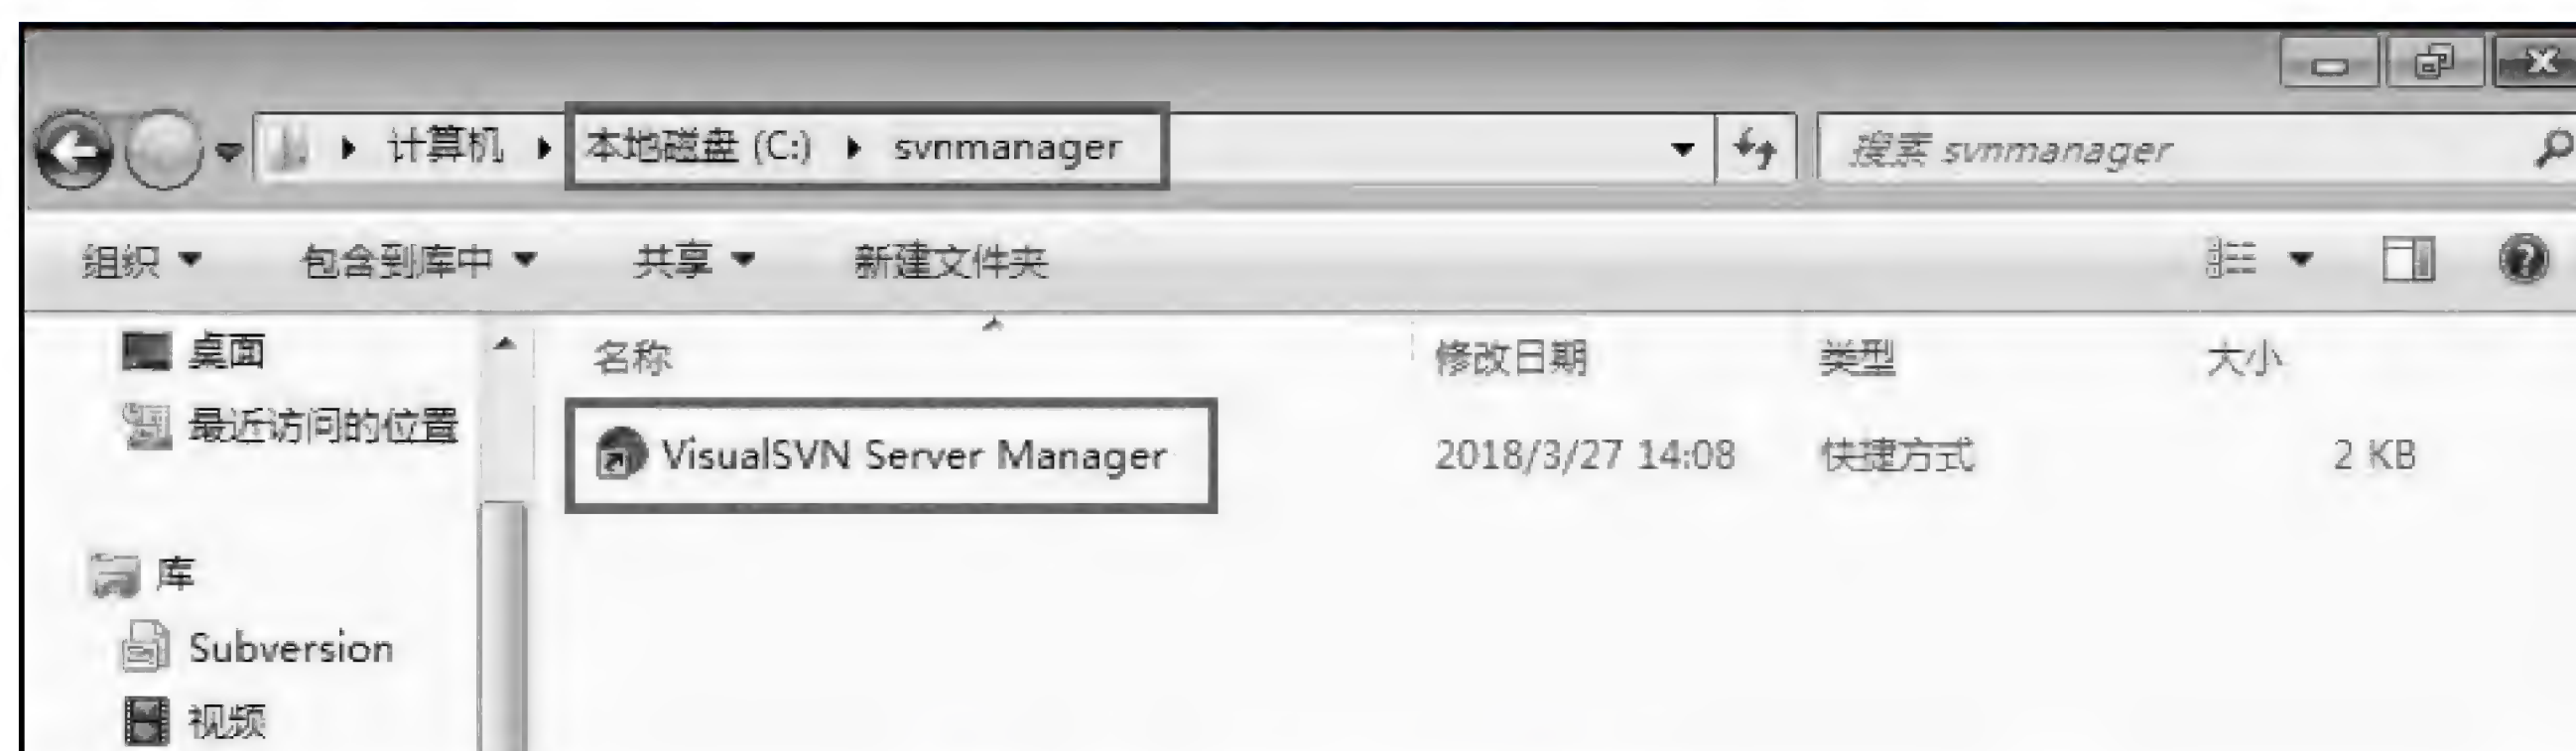 计算机 本地磁盘 (C:) svnmanager 搜索 svnmanager
组织 包含到库中 共享 新建文件夹
桌面 名称 修改日期 类型 大小
最近访问的位置 VisualSVN Server Manager 2018/3/27 14:08 快捷方式 2 KB
库
Subversion
视频